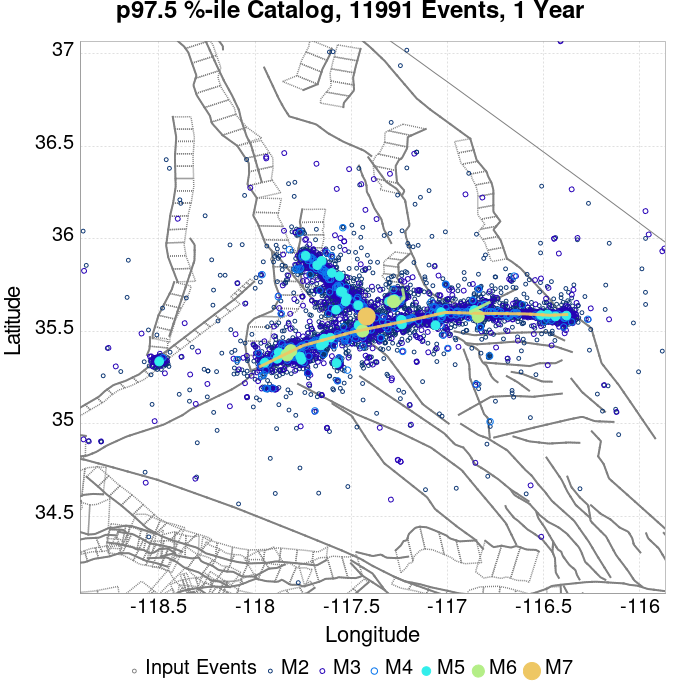 p97.5 %-ile Catalog, 11991 Events, 1 Year
37
36.5
36
35.5
35
34.5
Latitude
-118.5 -118 -117.5 -117 -116.5 -116
Longitude
Input Events M2 M3 M4 M5 M6 M7